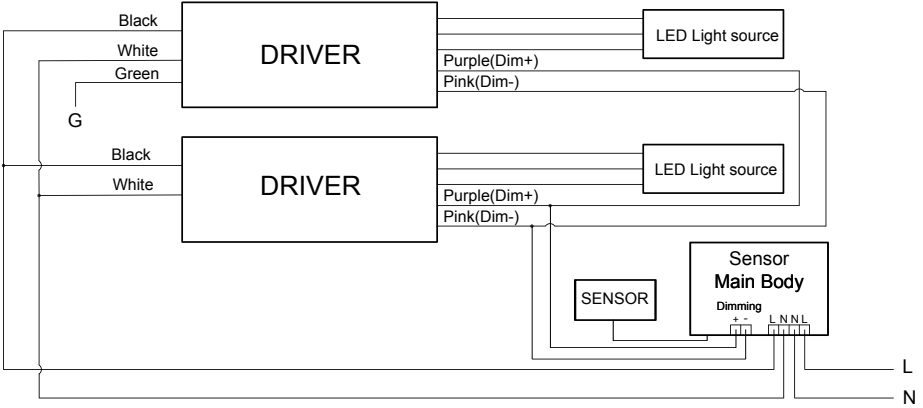 Black
White
Green
G
DRIVER
Purple(Dim+)
Pink(Dim-)
LED Light source
Black
White
DRIVER
Purple(Dim+)
Pink(Dim-)
LED Light source
SENSOR
Sensor
Main Body
Dimming
+ - L N N L
L
N